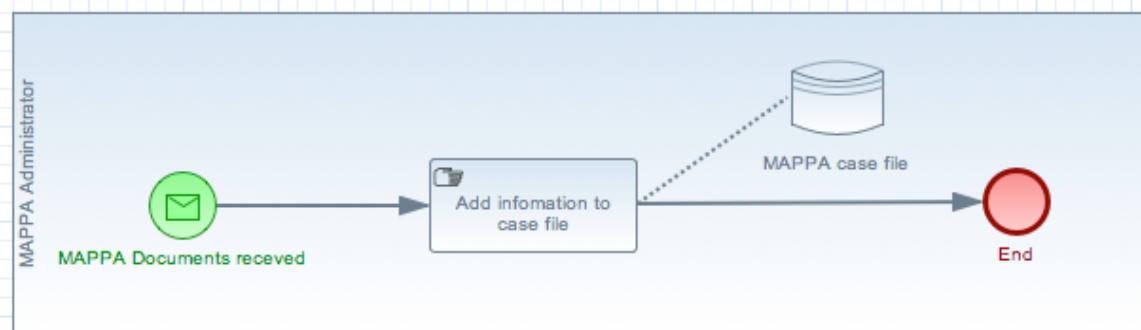 MAPPA Administrator
MAPPA Documents receved
Add infomation to
case file
MAPPA case file
End